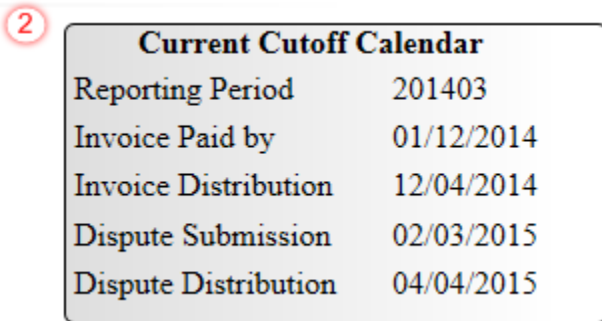 2
Current Cutoff Calendar
Reporting Period 201403
Invoice Paid by 01/12/2014
Invoice Distribution 12/04/2014
Dispute Submission 02/03/2015
Dispute Distribution 04/04/2015